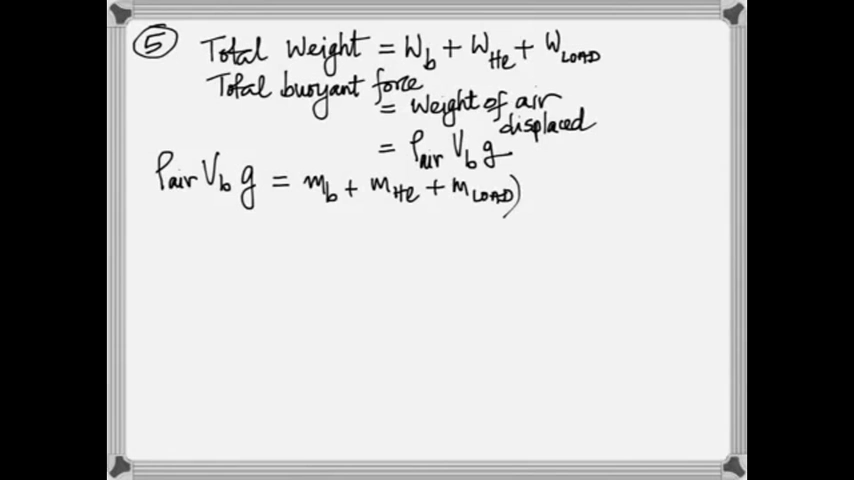 ⑤ Total Weight = W_b + W_He + W_LOAD
Total buoyant force
= Weight of air
displaced
= ρ_air V_b g
ρ_air V_b g = m_b + m_He + m_LOAD)